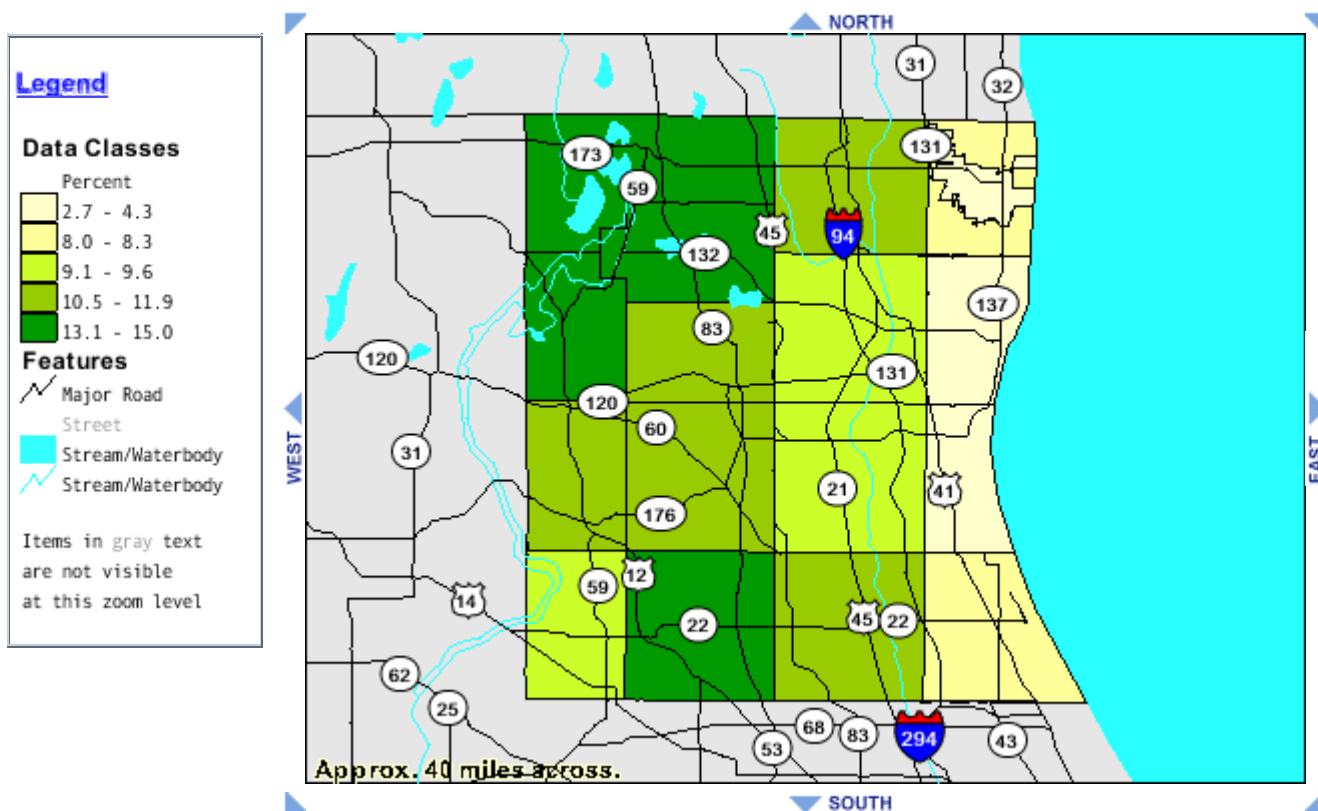 Legend
Data Classes
Percent
2.7 - 4.3
8.0 - 8.3
9.1 - 9.6
10.5 - 11.9
13.1 - 15.0
Features
Major Road
Street
Stream/Waterbody
Stream/Waterbody
Items in gray text
are not visible
at this zoom level
NORTH
31
32
173
131
59
45
94
132
137
83
120
131
120
60
31
WEST
EAST
21
41
176
12
59
14
45
22
22
62
25
68
83
294
43
53
Approx. 40 miles across.
SOUTH